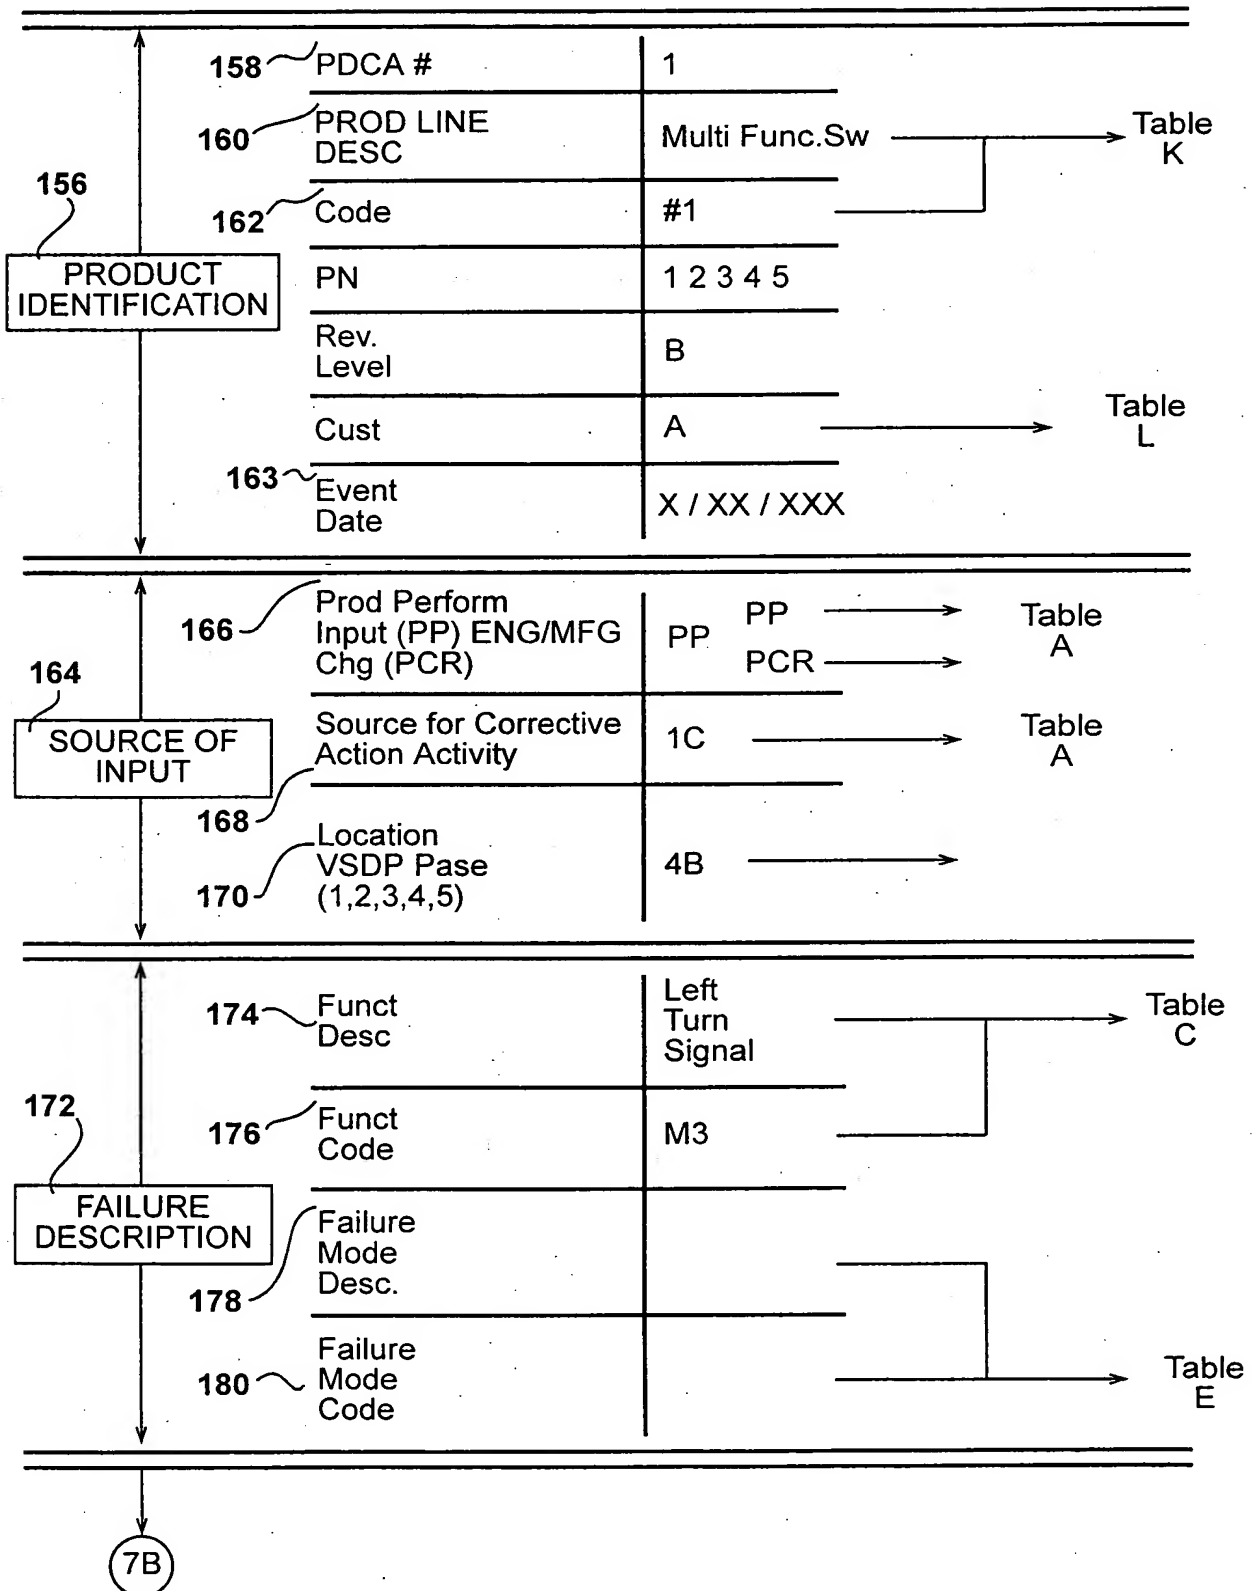 158 PDCA # 1
160 PROD LINE Multi Func.Sw Table
DESC K
156
162 Code #1
PRODUCT
IDENTIFICATION
PN 1 2 3 4 5
Rev.
Level B
Cust A Table
L
163 Event
Date X / XX / XXX
166 Prod Perform
Input (PP) ENG/MFG
Chg (PCR)
PP
PP
PCR
Table
A
164
SOURCE OF
INPUT
Source for Corrective
Action Activity
168
1C
Table
A
170 Location
VSDP Pase
(1,2,3,4,5)
4B
174 Funct
Desc
Left
Turn
Signal
Table
C
172
176 Funct
Code
M3
FAILURE
DESCRIPTION
178 Failure
Mode
Desc.
180 Failure
Mode
Code
Table
E
7B